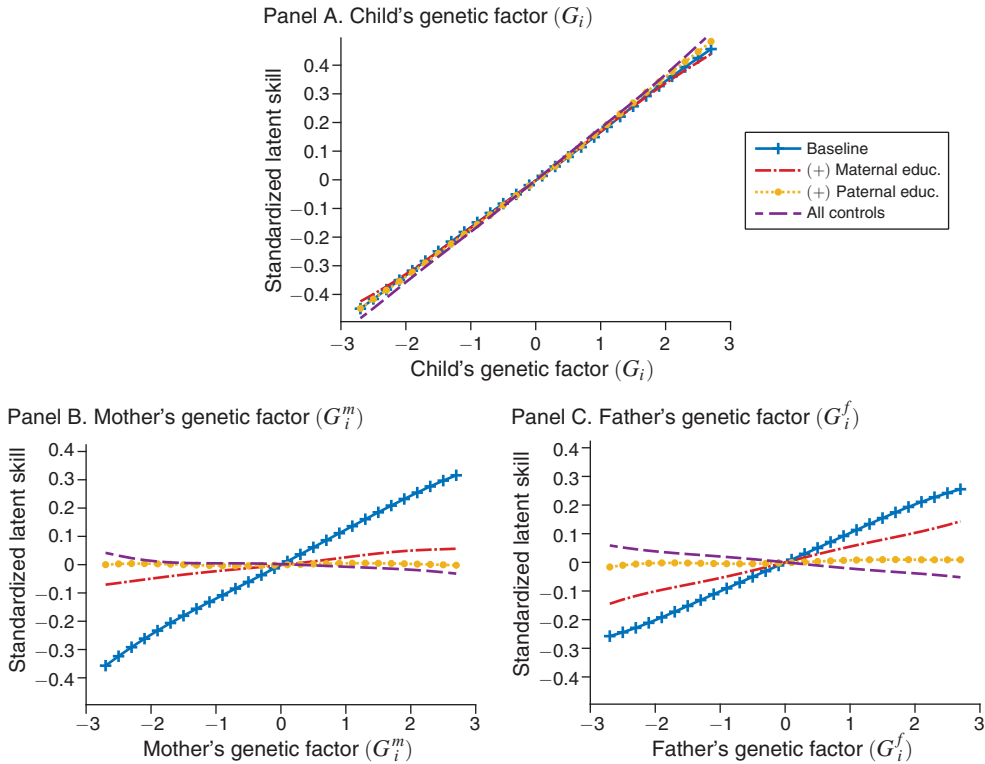 Panel A. Child's genetic factor (G_i)
Standardized latent skill
0.4
0.3
0.2
0.1
0
−0.1
−0.2
−0.3
−0.4
−3 −2 −1 0 1 2 3
Child's genetic factor (G_i)
Baseline
(+) Maternal educ.
(+) Paternal educ.
All controls
Panel B. Mother's genetic factor (G_i^m)
Standardized latent skill
0.4
0.3
0.2
0.1
0
−0.1
−0.2
−0.3
−0.4
−3 −2 −1 0 1 2 3
Mother's genetic factor (G_i^m)
Panel C. Father's genetic factor (G_i^f)
Standardized latent skill
0.4
0.3
0.2
0.1
0
−0.1
−0.2
−0.3
−0.4
−3 −2 −1 0 1 2 3
Father's genetic factor (G_i^f)